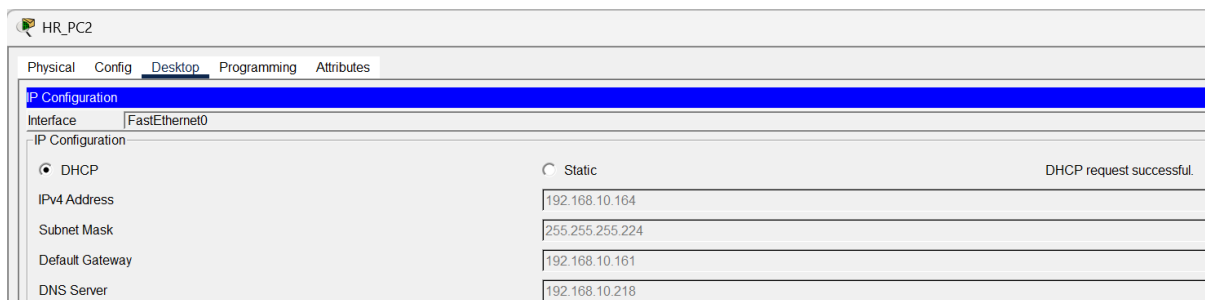 HR_PC2
Physical Config Desktop Programming Attributes
IP Configuration
Interface FastEthernet0
IP Configuration
DHCP Static DHCP request successful.
IPv4 Address 192.168.10.164
Subnet Mask 255.255.255.224
Default Gateway 192.168.10.161
DNS Server 192.168.10.218